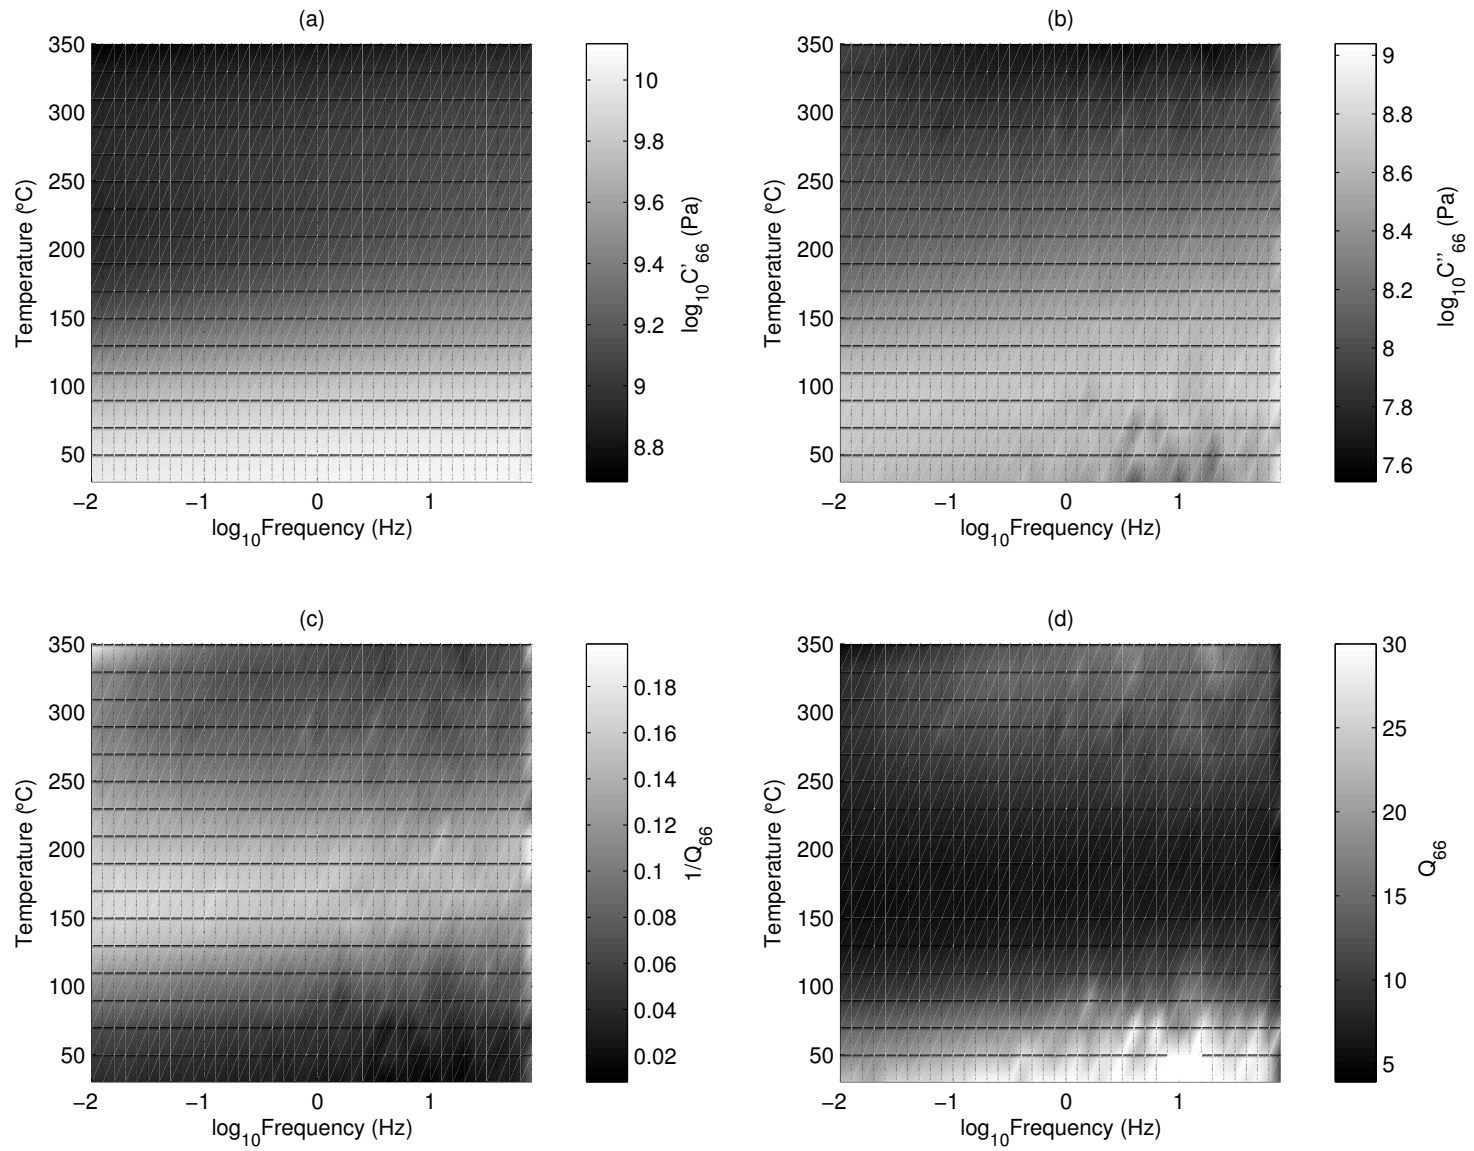 (a)
350
300
250
200
150
100
50
Temperature (°C)
−2 −1 0 1
log10Frequency (Hz)
10
9.8
9.6
9.4
9.2
9
8.8
log10C'66 (Pa)
(b)
350
300
250
200
150
100
50
Temperature (°C)
−2 −1 0 1
log10Frequency (Hz)
9
8.8
8.6
8.4
8.2
8
7.8
7.6
log10C''66 (Pa)
(c)
350
300
250
200
150
100
50
Temperature (°C)
−2 −1 0 1
log10Frequency (Hz)
0.18
0.16
0.14
0.12
0.1
0.08
0.06
0.04
0.02
1/Q66
(d)
350
300
250
200
150
100
50
Temperature (°C)
−2 −1 0 1
log10Frequency (Hz)
30
25
20
15
10
5
Q66